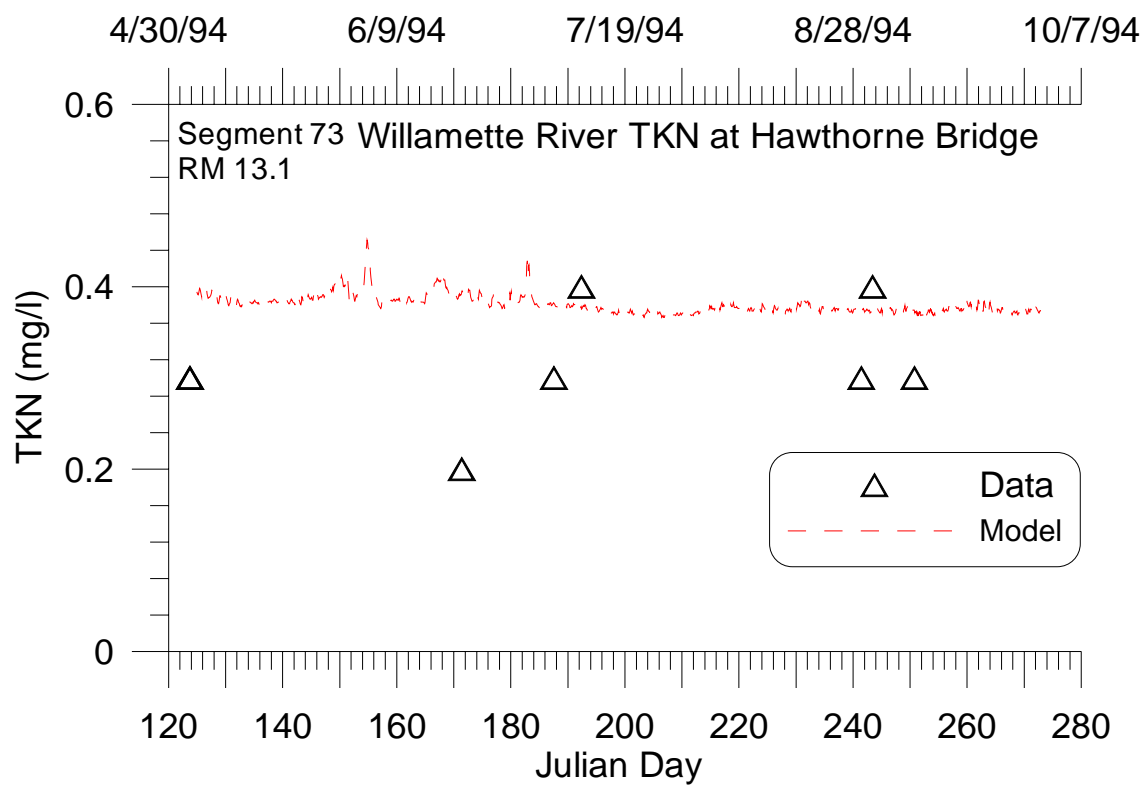 4/30/94 6/9/94 7/19/94 8/28/94 10/7/94
0.6
Segment 73 Willamette River TKN at Hawthorne Bridge
RM 13.1
0.4
TKN (mg/l)
0.2
Data
Model
0
120 140 160 180 200 220 240 260 280
Julian Day